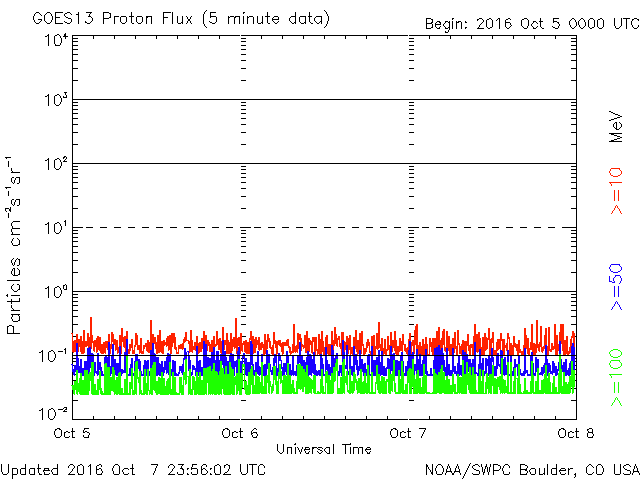 GOES13 Proton Flux (5 minute data)
Begin: 2016 Oct 5 0000 UTC
10⁴
10³
10²
10¹
10⁰
10⁻¹
10⁻²
Particles cm⁻²s⁻¹sr⁻¹
MeV
>=10
>=50
>=100
Oct 5
Oct 6
Oct 7
Oct 8
Universal Time
Updated 2016 Oct 7 23:56:02 UTC
NOAA/SWPC Boulder, CO USA